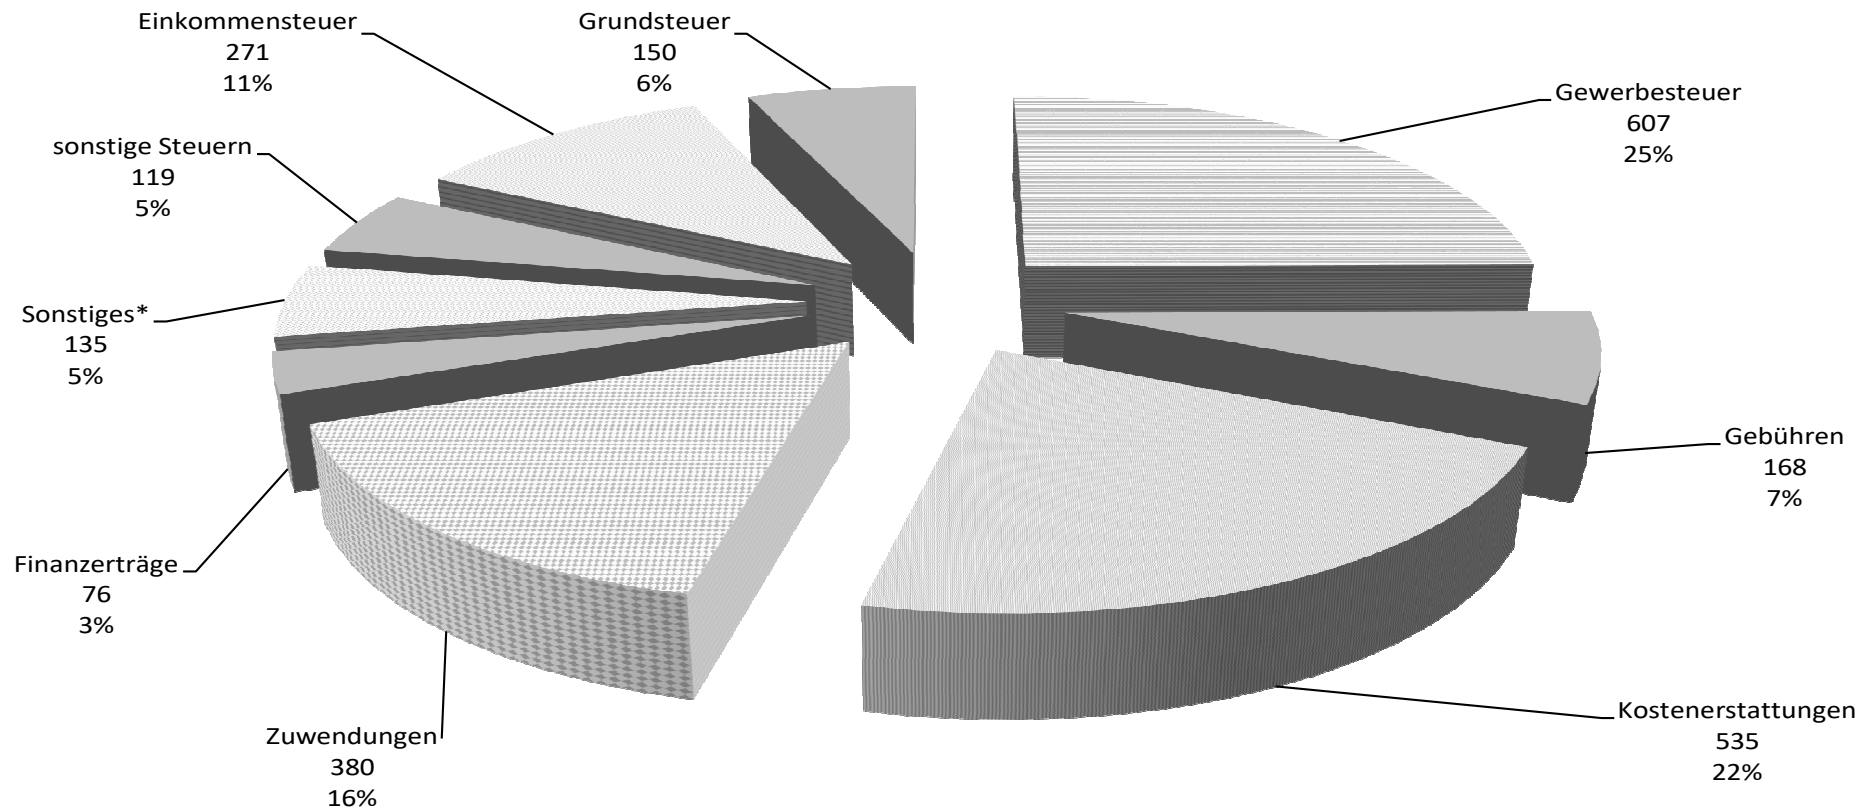 Einkommensteuer
271
11%
Grundsteuer
150
6%
Gewerbesteuer
607
25%
sonstige Steuern
119
5%
Sonstiges*
135
5%
Gebühren
168
7%
Finanzerträge
76
3%
Zuwendungen
380
16%
Kostenerstattungen
535
22%